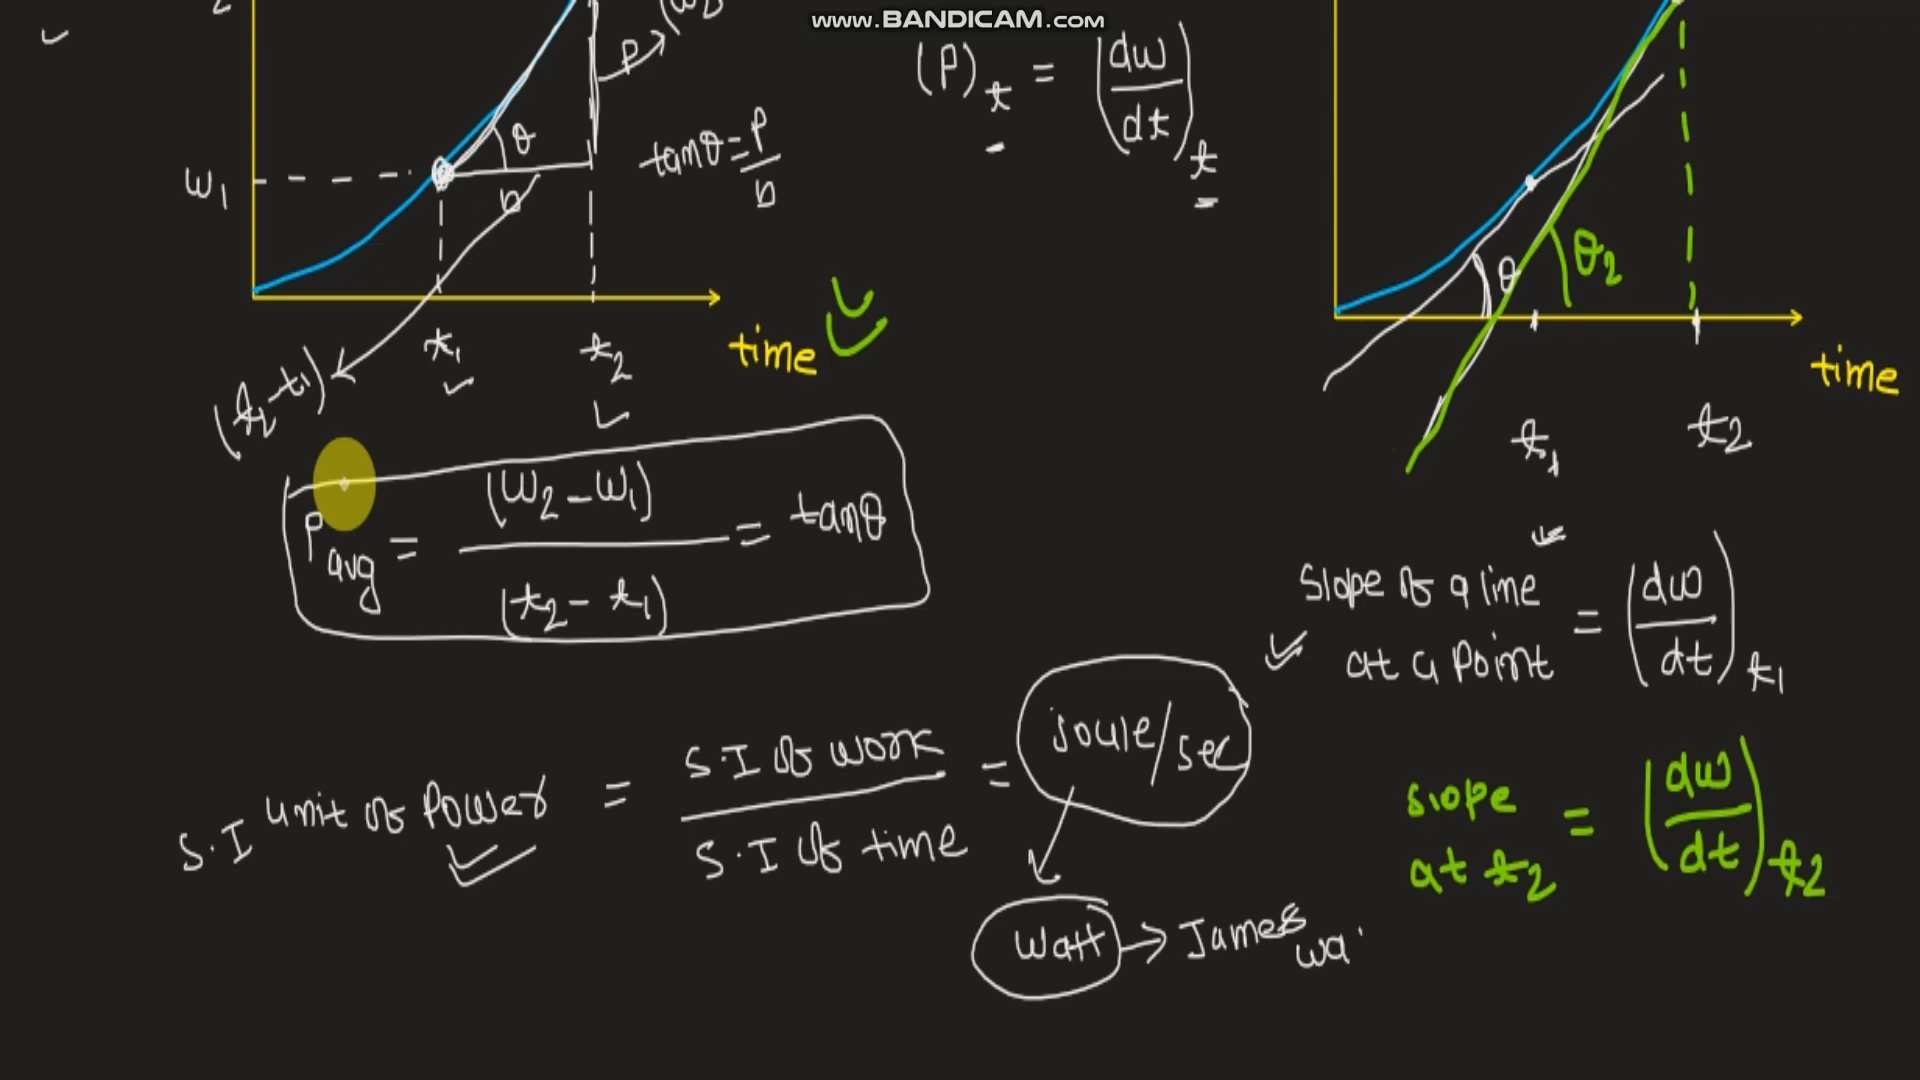 www.BANDICAM.com
(P)t = (dw/dt)t
P
θ
tanθ = P/b
w1
b
t1
t2
time
(t2-t1)
θ
θ2
time
t1
t2
Pavg = (w2 - w1)/(t2 - t1) = tanθ
Slope of a line
at a point = (dw/dt)t1
S.I unit of Power = S.I of work/S.I of time = joule/sec
slope
at t2 = (dw/dt)t2
Watt → James
wa